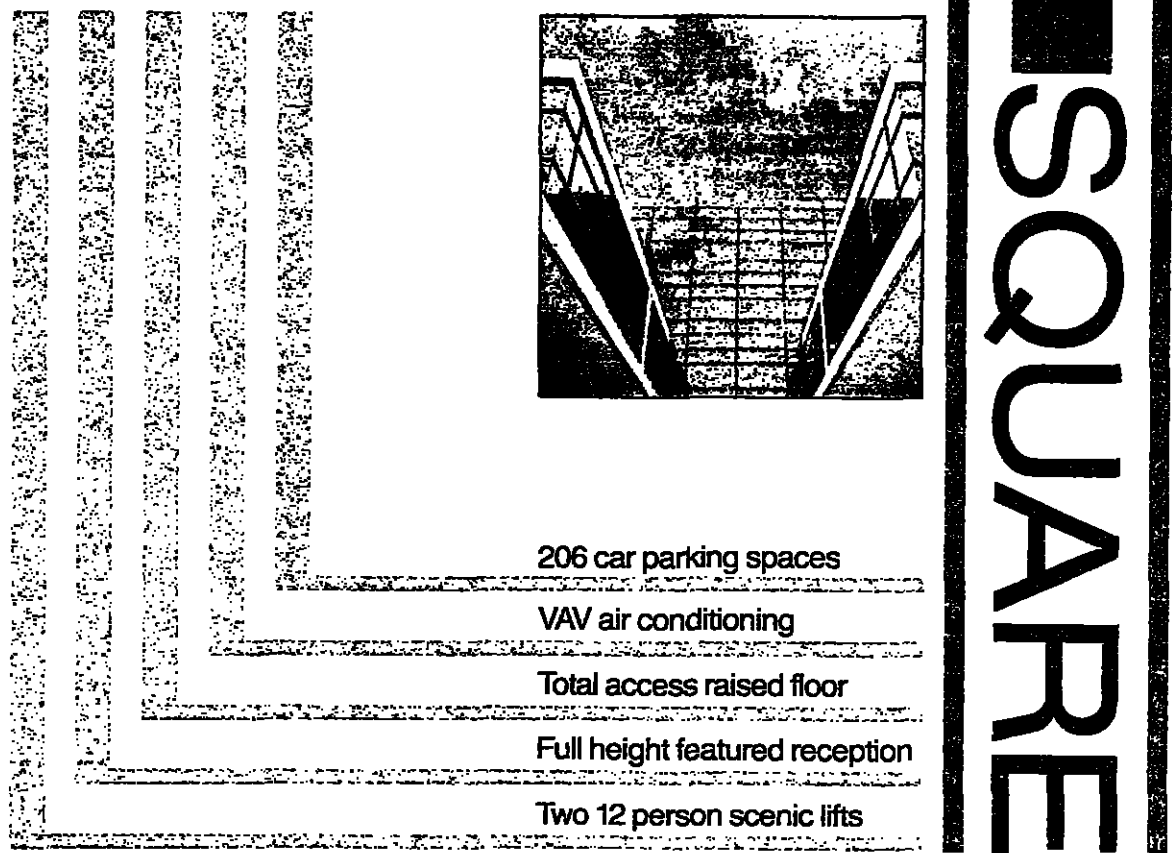 206 car parking spaces
VAV air conditioning
Total access raised floor
Full height featured reception
Two 12 person scenic lifts
SQUARE